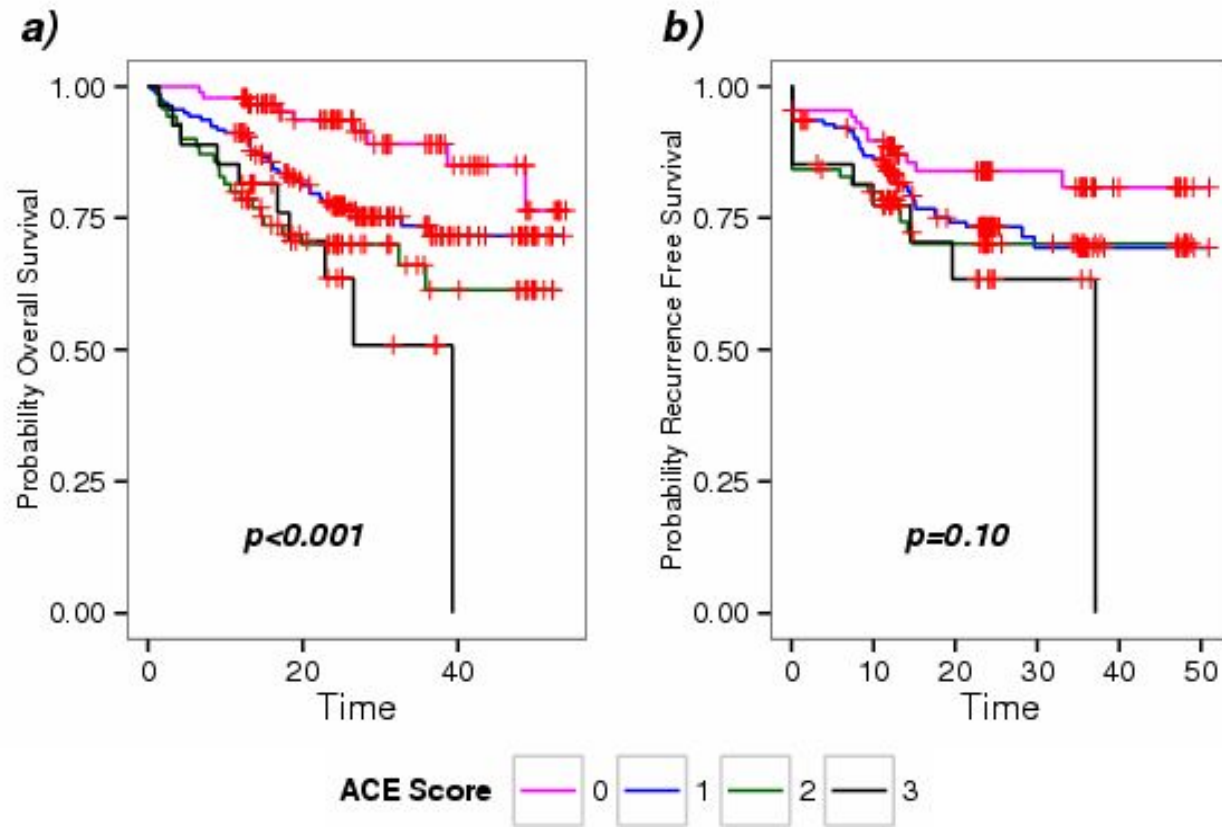 a)
Probability Overall Survival
1.00
0.75
0.50
0.25
0.00
p<0.001
0 20 40
Time
b)
Probability Recurrence Free Survival
1.00
0.75
0.50
0.25
0.00
p=0.10
0 10 20 30 40 50
Time
ACE Score 0 1 2 3